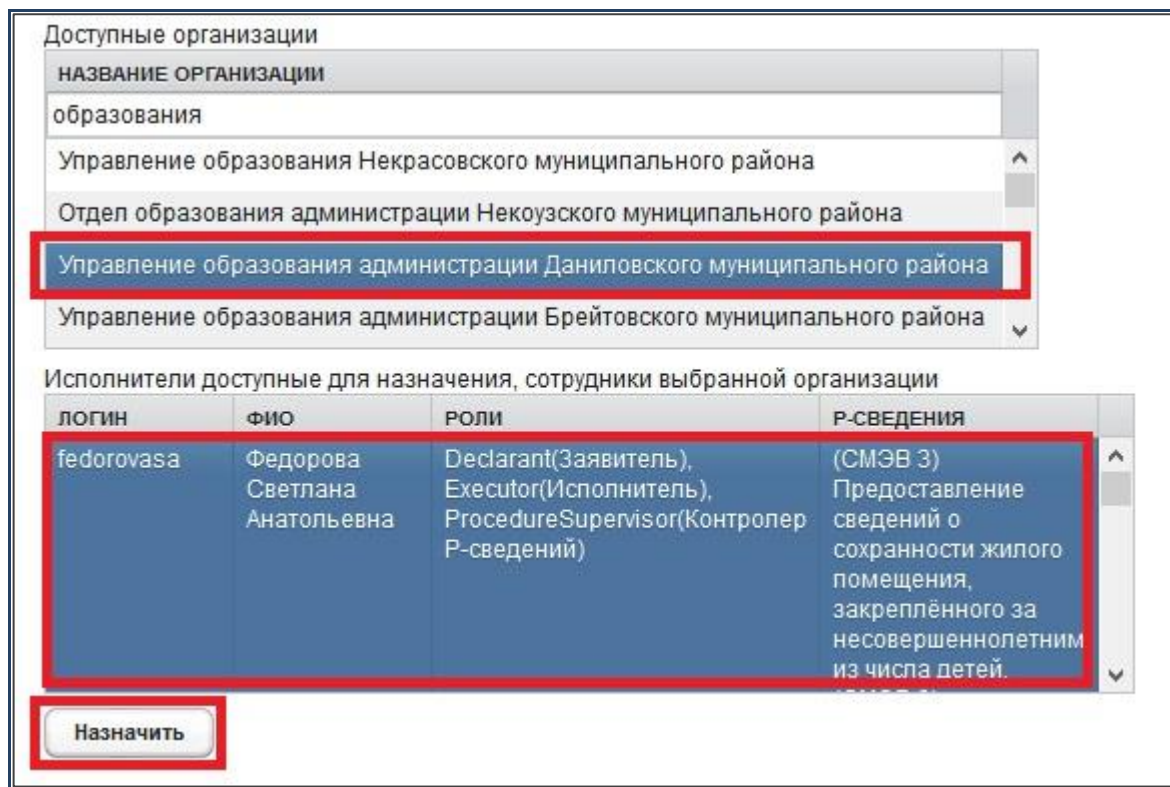 Доступные организации
НАЗВАНИЕ ОРГАНИЗАЦИИ
образования
Управление образования Некрасовского муниципального района
Отдел образования администрации Некоузского муниципального района
Управление образования администрации Даниловского муниципального района
Управление образования администрации Брейтовского муниципального района
Исполнители доступные для назначения, сотрудники выбранной организации
ЛОГИН ФИО РОЛИ Р-СВЕДЕНИЯ
fedorovasa Федорова Declarant(Заявитель), (СМЭВ 3)
Светлана Executor(Исполнитель), Предоставление
Анатольевна ProcedureSupervisor(Контролер сведений о
Р-сведений) сохранности жилого
помещения,
закреплённого за
несовершеннолетним
из числа детей.
Назначить